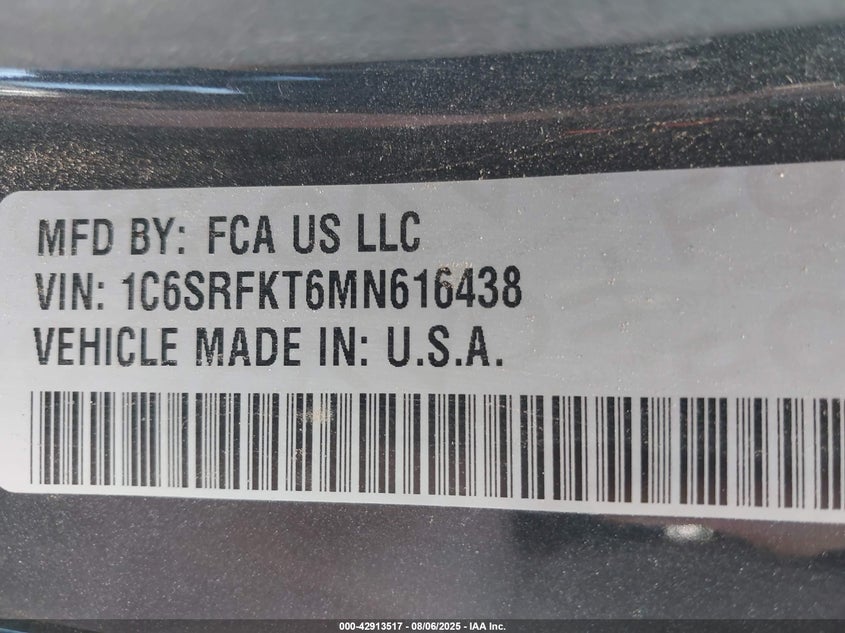 MFD BY: FCA US LLC
VIN: 1C6SRFKT6MN616438
VEHICLE MADE IN: U.S.A.
000-42913517 - 08/06/2025 - IAA Inc.